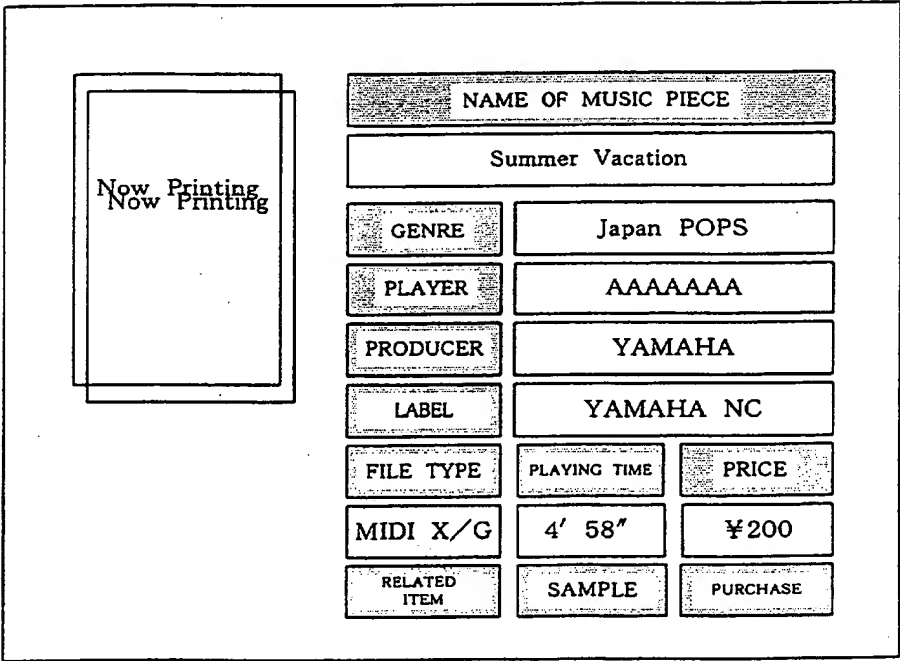 Now Printing
Now Printing
NAME OF MUSIC PIECE
Summer Vacation
GENRE
Japan POPS
PLAYER
AAAAAAA
PRODUCER
YAMAHA
LABEL
YAMAHA NC
FILE TYPE
PLAYING TIME
PRICE
MIDI X/G
4′ 58″
¥200
RELATED
ITEM
SAMPLE
PURCHASE